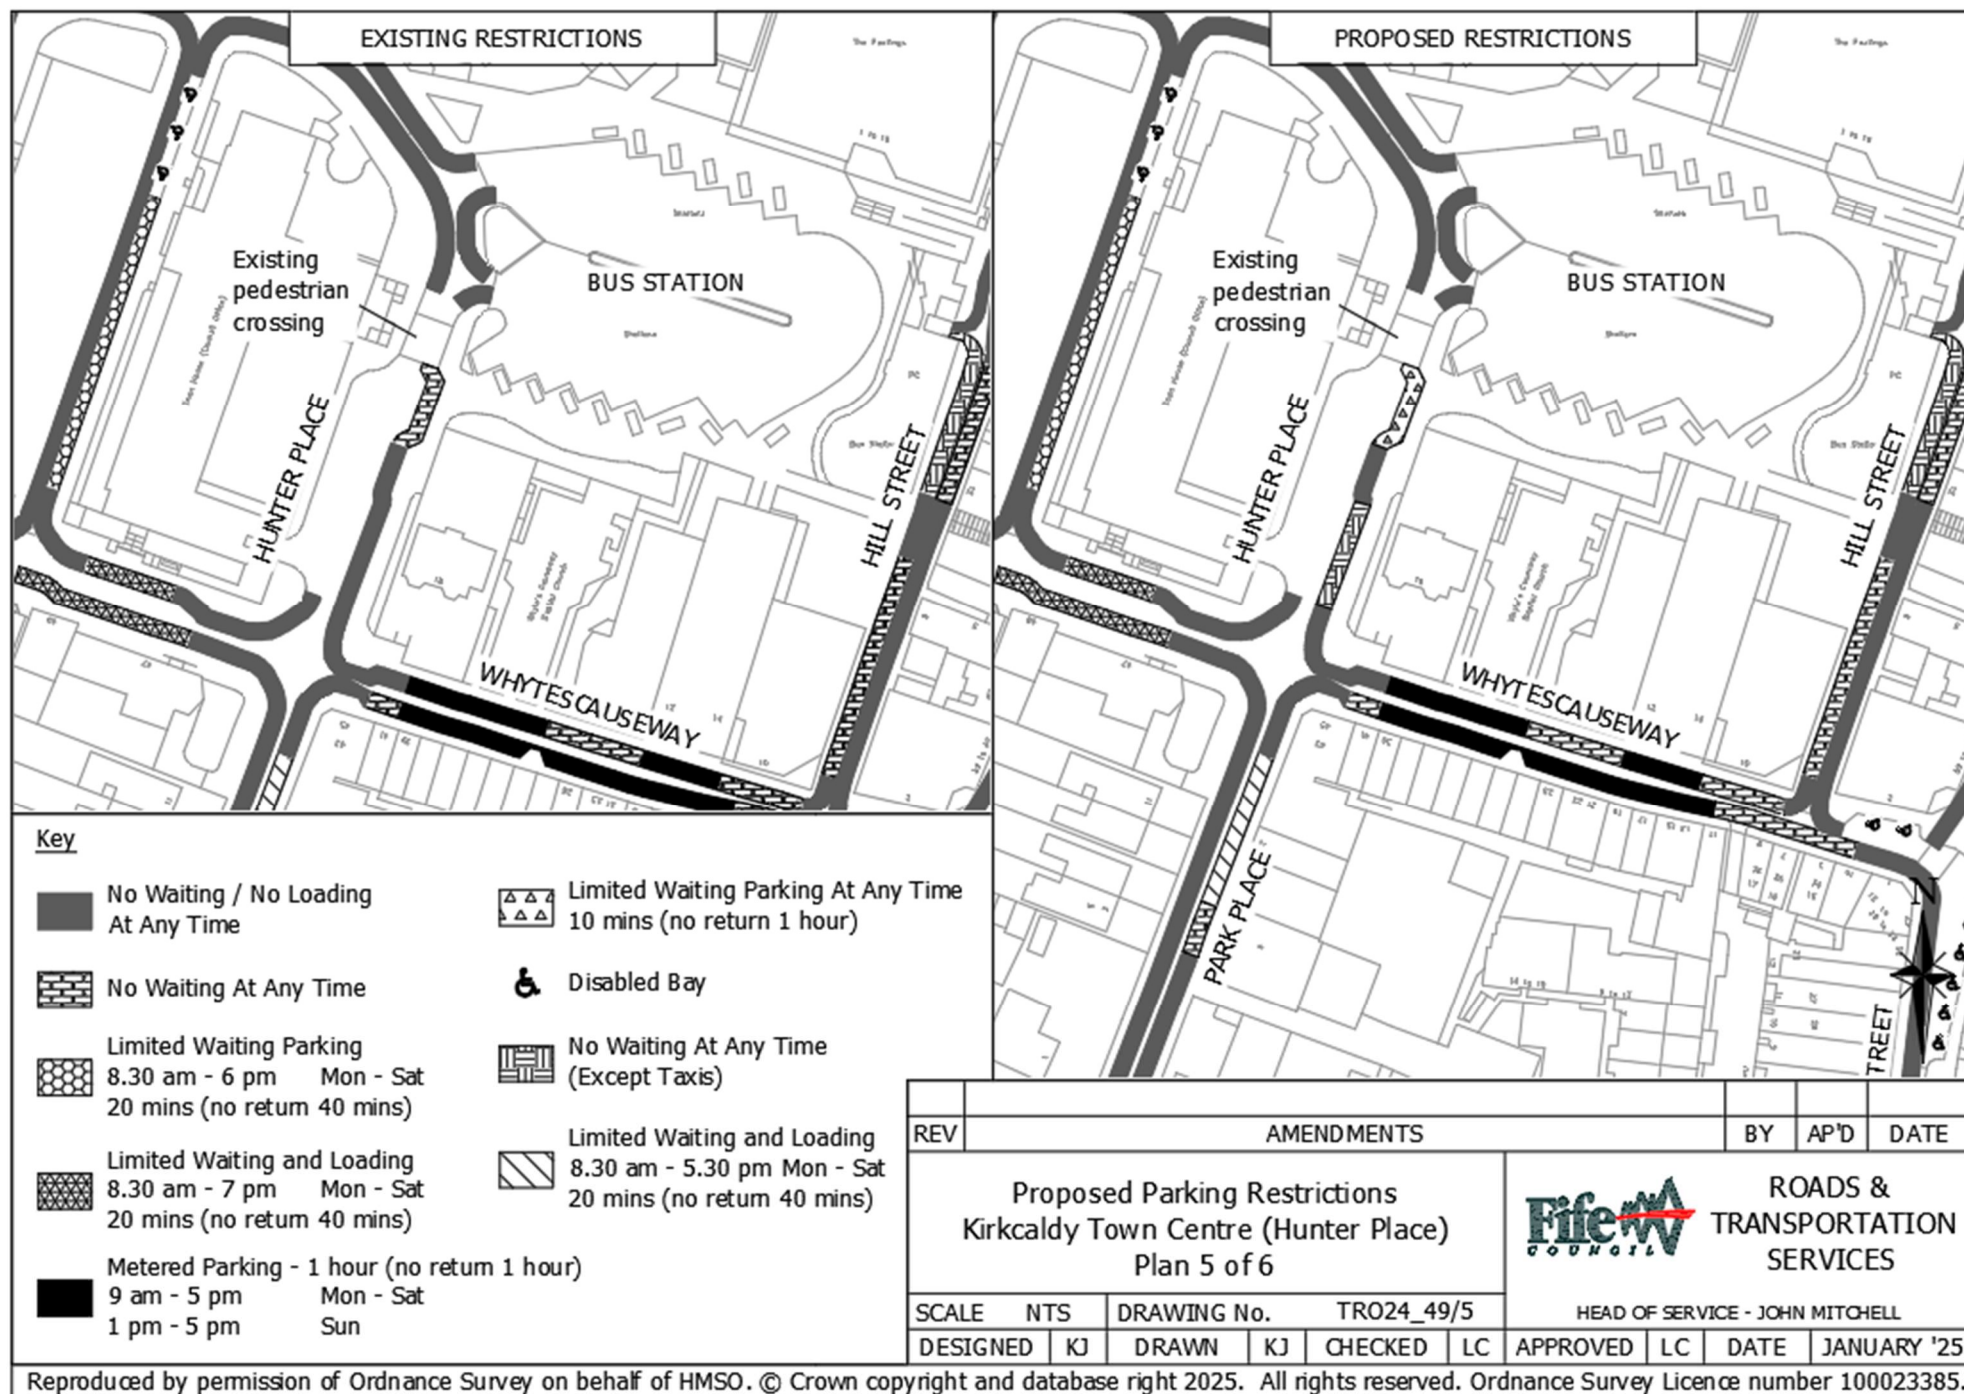 EXISTING RESTRICTIONS
Existing
pedestrian
crossing
BUS STATION
HUNTER PLACE
HILL STREET
WHYTESCAUSEWAY
PROPOSED RESTRICTIONS
Existing
pedestrian
crossing
BUS STATION
HUNTER PLACE
HILL STREET
WHYTESCAUSEWAY
PARK PLACE
TREET
N
Key
No Waiting / No Loading
At Any Time
No Waiting At Any Time
Limited Waiting Parking
8.30 am - 6 pm Mon - Sat
20 mins (no return 40 mins)
Limited Waiting and Loading
8.30 am - 7 pm Mon - Sat
20 mins (no return 40 mins)
Metered Parking - 1 hour (no return 1 hour)
9 am - 5 pm Mon - Sat
1 pm - 5 pm Sun
Limited Waiting Parking At Any Time
10 mins (no return 1 hour)
Disabled Bay
No Waiting At Any Time
(Except Taxis)
Limited Waiting and Loading
8.30 am - 5.30 pm Mon - Sat
20 mins (no return 40 mins)
REV AMENDMENTS BY AP'D DATE
Proposed Parking Restrictions
Kirkcaldy Town Centre (Hunter Place)
Plan 5 of 6
Fife
COUNCIL
ROADS &
TRANSPORTATION
SERVICES
HEAD OF SERVICE - JOHN MITCHELL
SCALE NTS DRAWING No. TRO24_49/5
DESIGNED KJ DRAWN KJ CHECKED LC APPROVED LC DATE JANUARY '25
Reproduced by permission of Ordnance Survey on behalf of HMSO. © Crown copyright and database right 2025. All rights reserved. Ordnance Survey Licence number 100023385.